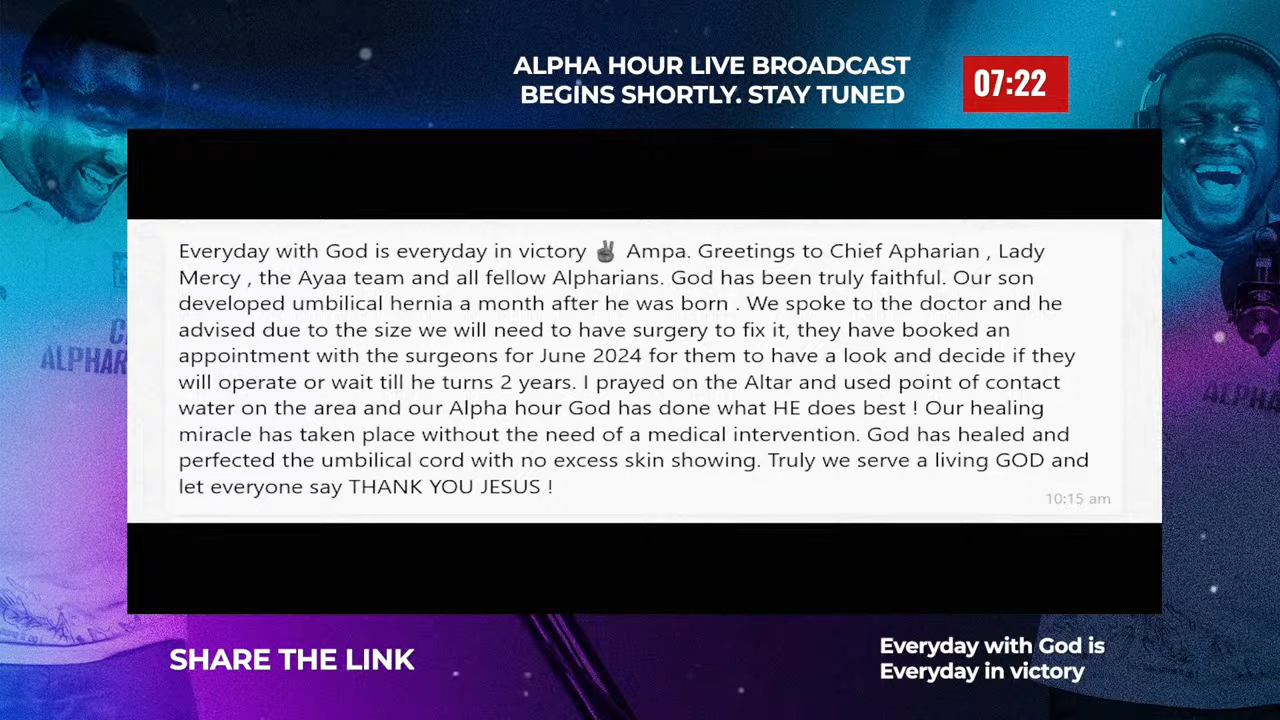 ALPHA HOUR LIVE BROADCAST
BEGINS SHORTLY. STAY TUNED
07:22
Everyday with God is everyday in victory ✌ Ampa. Greetings to Chief Apharian , Lady
Mercy , the Ayaa team and all fellow Alpharians. God has been truly faithful. Our son
developed umbilical hernia a month after he was born . We spoke to the doctor and he
advised due to the size we will need to have surgery to fix it, they have booked an
appointment with the surgeons for June 2024 for them to have a look and decide if they
will operate or wait till he turns 2 years. I prayed on the Altar and used point of contact
water on the area and our Alpha hour God has done what HE does best ! Our healing
miracle has taken place without the need of a medical intervention. God has healed and
perfected the umbilical cord with no excess skin showing. Truly we serve a living GOD and
let everyone say THANK YOU JESUS !
10:15 am
SHARE THE LINK
Everyday with God is
Everyday in victory